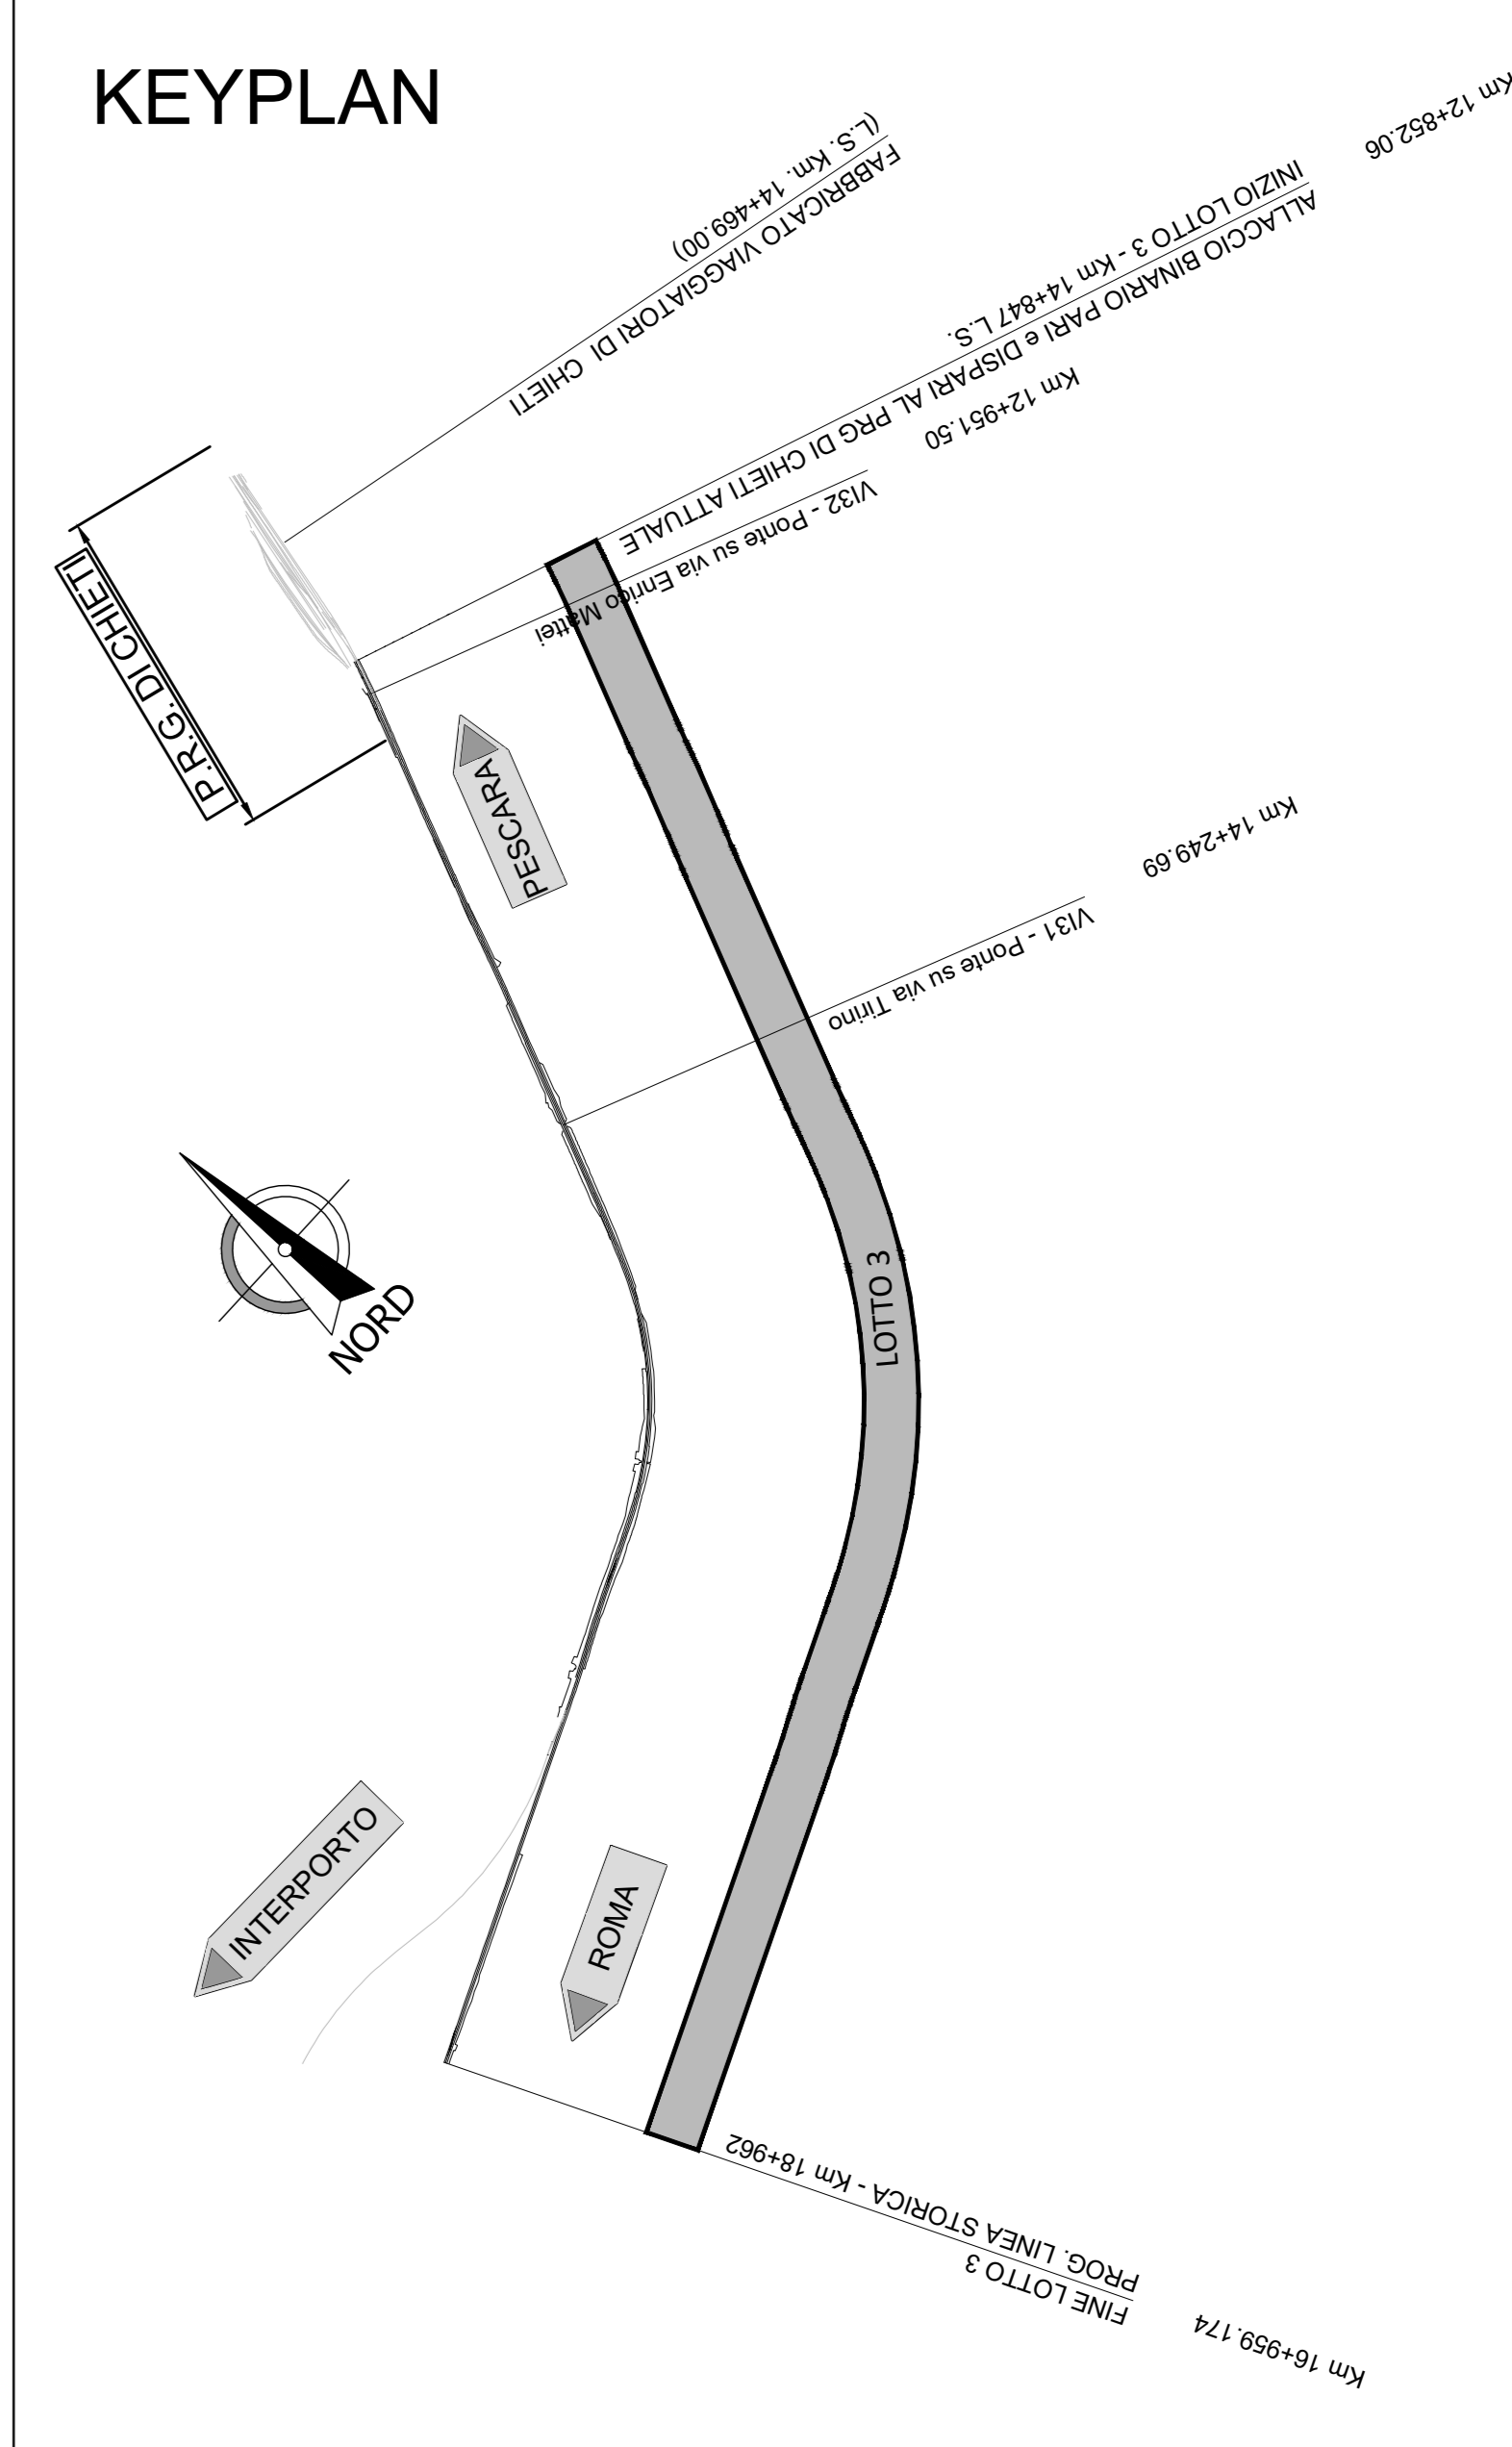 KEYPLAN
(L.S. Km. 14+469.00)
FABBRICATO VIAGGIATORI DI CHIETI
Km 12+852.06
INIZIO LOTTO 3 - Km 14+847 L.S.
ALLACCIO BINARIO PARI e DISPARI AL PRG DI CHIETI ATTUALE
Km 12+951.50
VI32 - Ponte su via Enrico Mattei
P.R.G. DI CHIETI
PESCARA
Km 14+249.69
VI31 - Ponte su via Tirino
NORD
LOTTO 3
INTERPORTO
ROMA
PROG. LINEA STORICA - Km 18+962
FINE LOTTO 3
Km 16+959.174